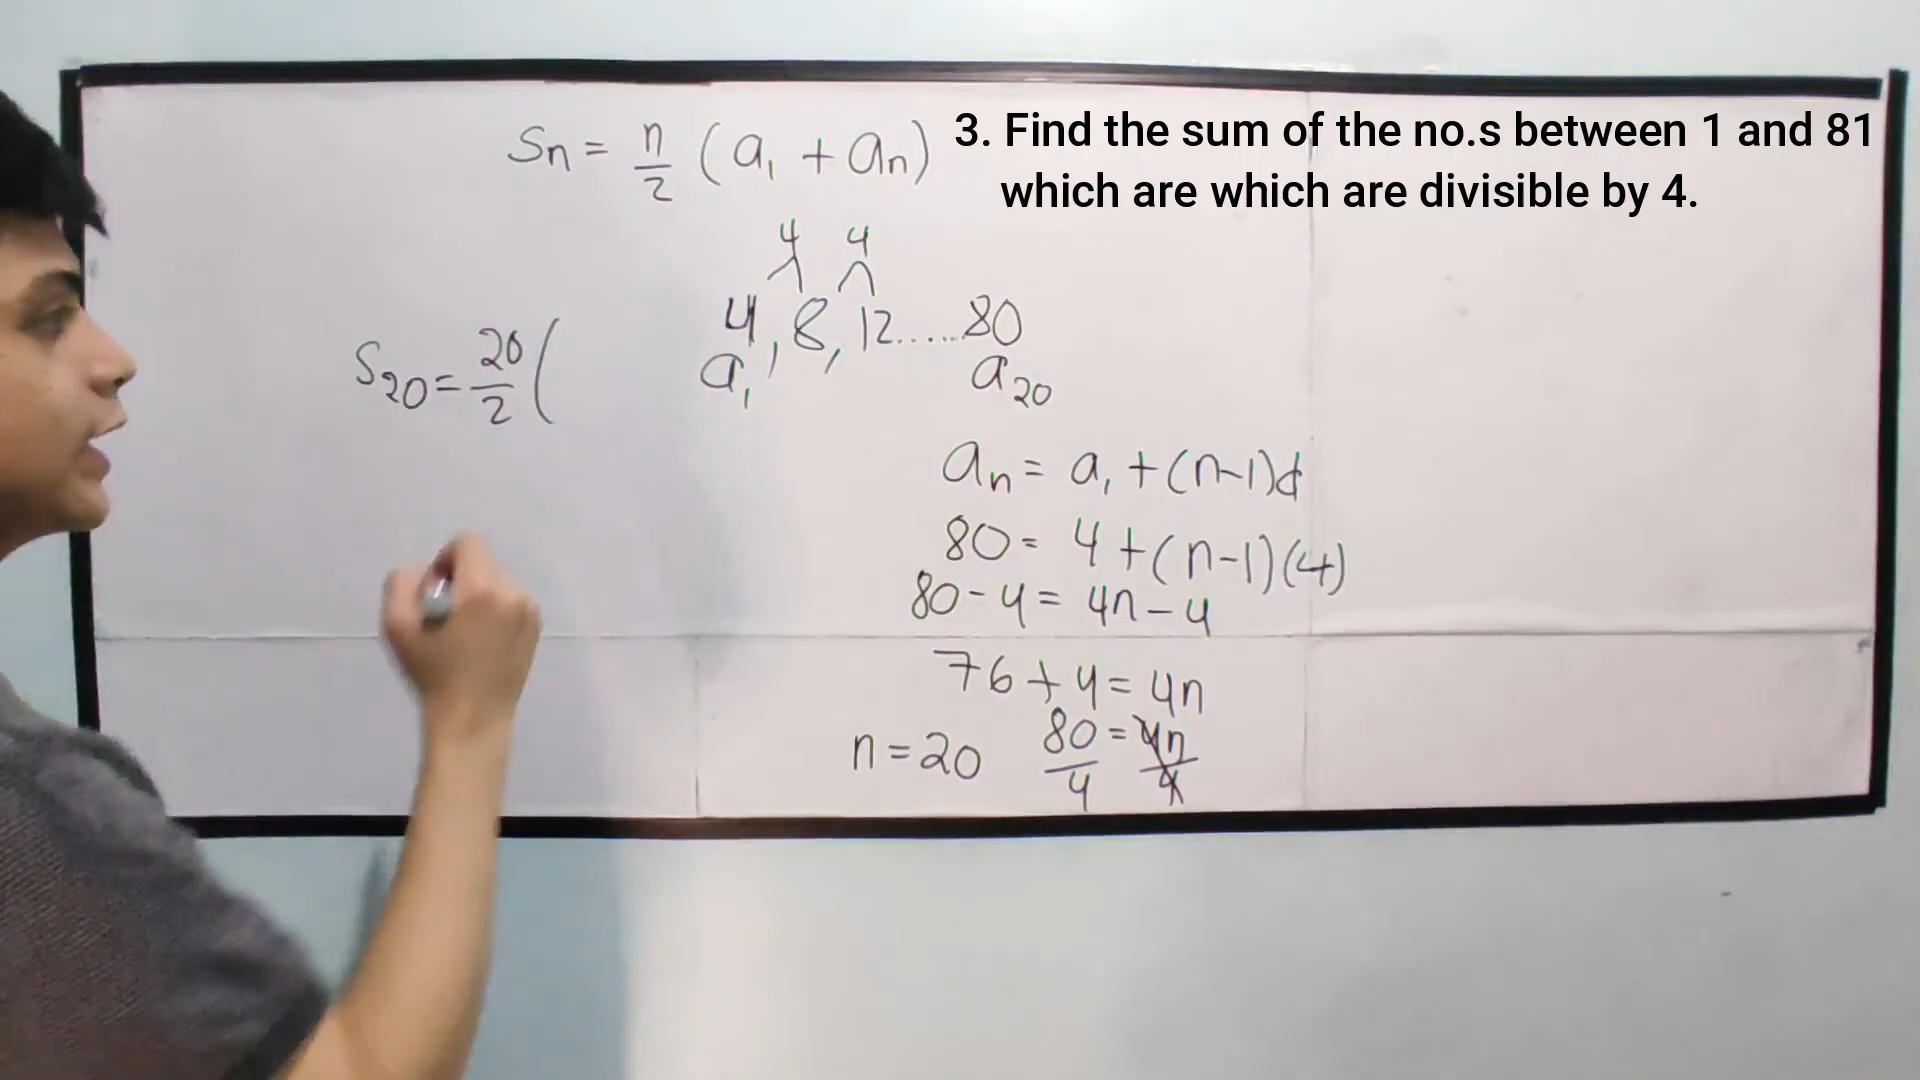 Sn = n/2 (a₁ + an)
3. Find the sum of the no.s between 1 and 81
which are which are divisible by 4.
4 4
4, 8, 12.....80
a₁ a₂₀
S₂₀ = 20/2 (
an = a₁ + (n-1)d
80 = 4 + (n-1)(4)
80 - 4 = 4n - 4
76 + 4 = 4n
80/4 = 4n/4
n = 20